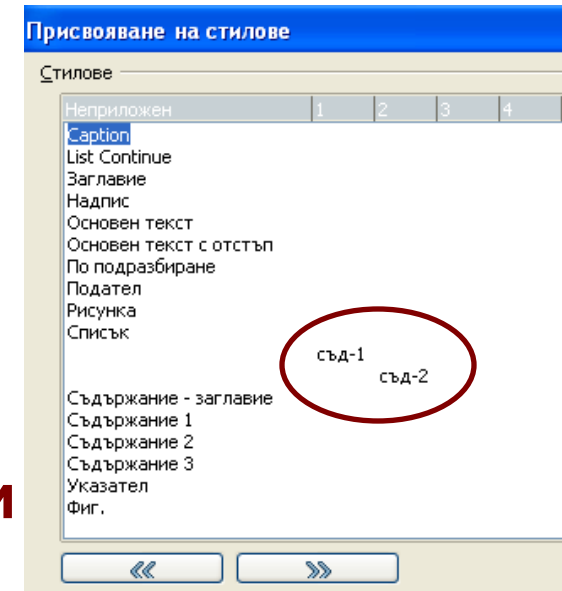 Присвояване на стилове
Стилове
Неприложен 1 2 3 4
Caption
List Continue
Заглавие
Надпис
Основен текст
Основен текст с отстъп
По подразбиране
Подател
Рисунка
Списък
съд-1
съд-2
Съдържание - заглавие
Съдържание 1
Съдържание 2
Съдържание 3
Указател
Фиг.